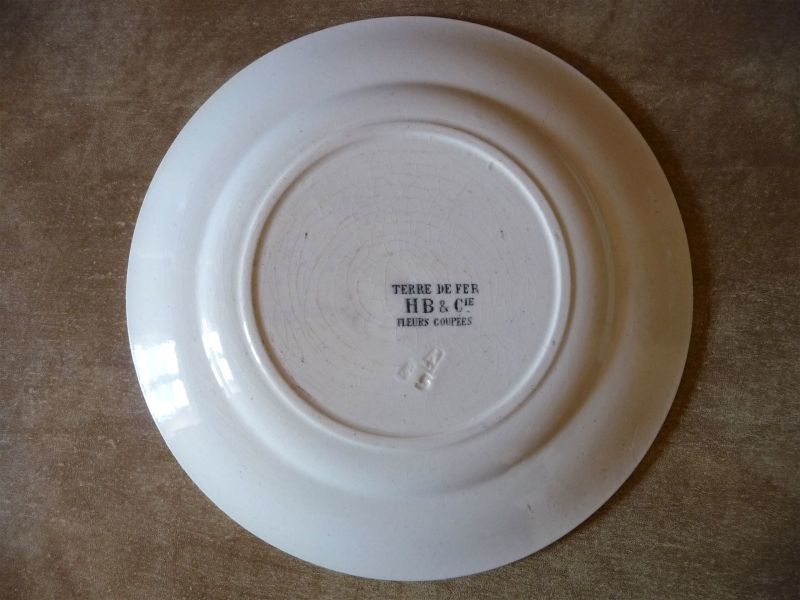 TERRE DE FER
HB & CIE
FLEURS COUPÉES